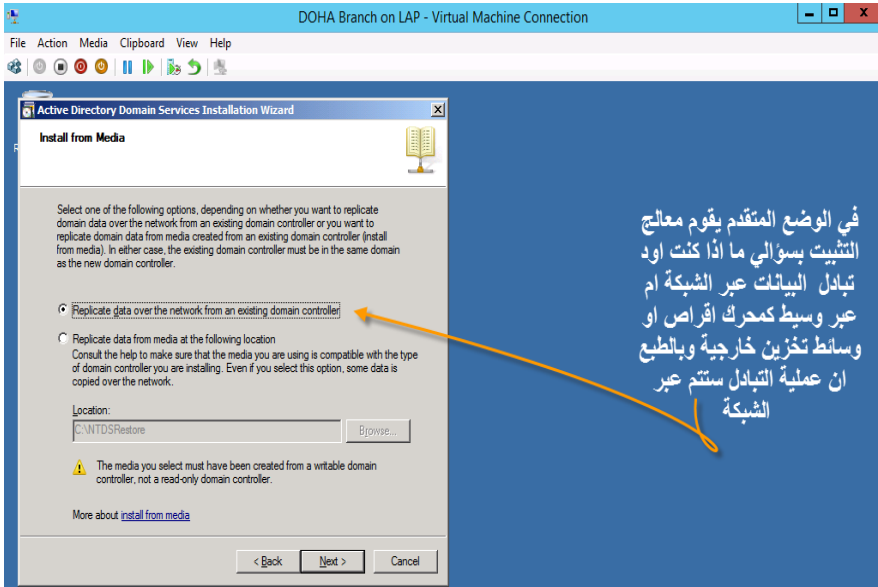 DOHA Branch on LAP - Virtual Machine Connection
File Action Media Clipboard View Help
Active Directory Domain Services Installation Wizard
Install from Media
Select one of the following options, depending on whether you want to replicate
domain data over the network from an existing domain controller or you want to
replicate domain data from media created from an existing domain controller (install
from media). In either case, the existing domain controller must be in the same domain
as the new domain controller.
Replicate data over the network from an existing domain controller
Replicate data from media at the following location
Consult the help to make sure that the media you are using is compatible with the type
of domain controller you are installing. Even if you select this option, some data is
copied over the network.
Location:
C:\NTDSRestore
Browse...
The media you select must have been created from a writable domain
controller, not a read-only domain controller.
More about install from media
< Back
Next >
Cancel
في الوضع المتقدم يقوم معالج
التثبيت بسؤالي ما اذا كنت اود
تبادل البيانات عبر الشبكة ام
عبر وسيط كمحرك اقراص او
وسائط تخزين خارجية وبالطبع
ان عملية التبادل ستتم عبر
الشبكة